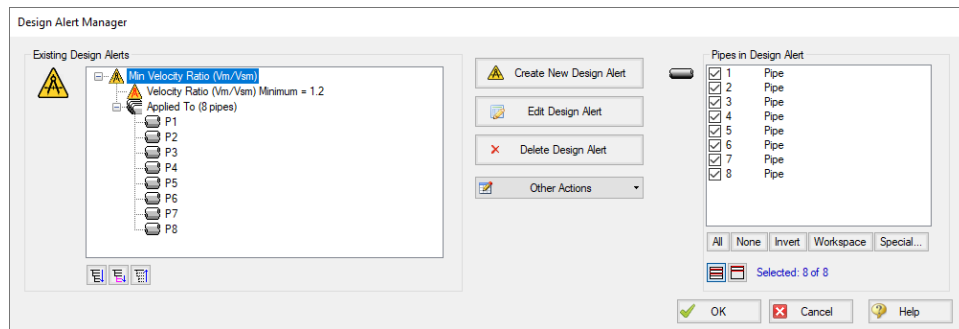 Design Alert Manager
Existing Design Alerts
Min Velocity Ratio (Vm/Vsm)
Velocity Ratio (Vm/Vsm) Minimum = 1.2
Applied To (8 pipes)
P1
P2
P3
P4
P5
P6
P7
P8
Create New Design Alert
Edit Design Alert
Delete Design Alert
Other Actions
Pipes in Design Alert
1 Pipe
2 Pipe
3 Pipe
4 Pipe
5 Pipe
6 Pipe
7 Pipe
8 Pipe
All None Invert Workspace Special...
Selected: 8 of 8
OK Cancel Help